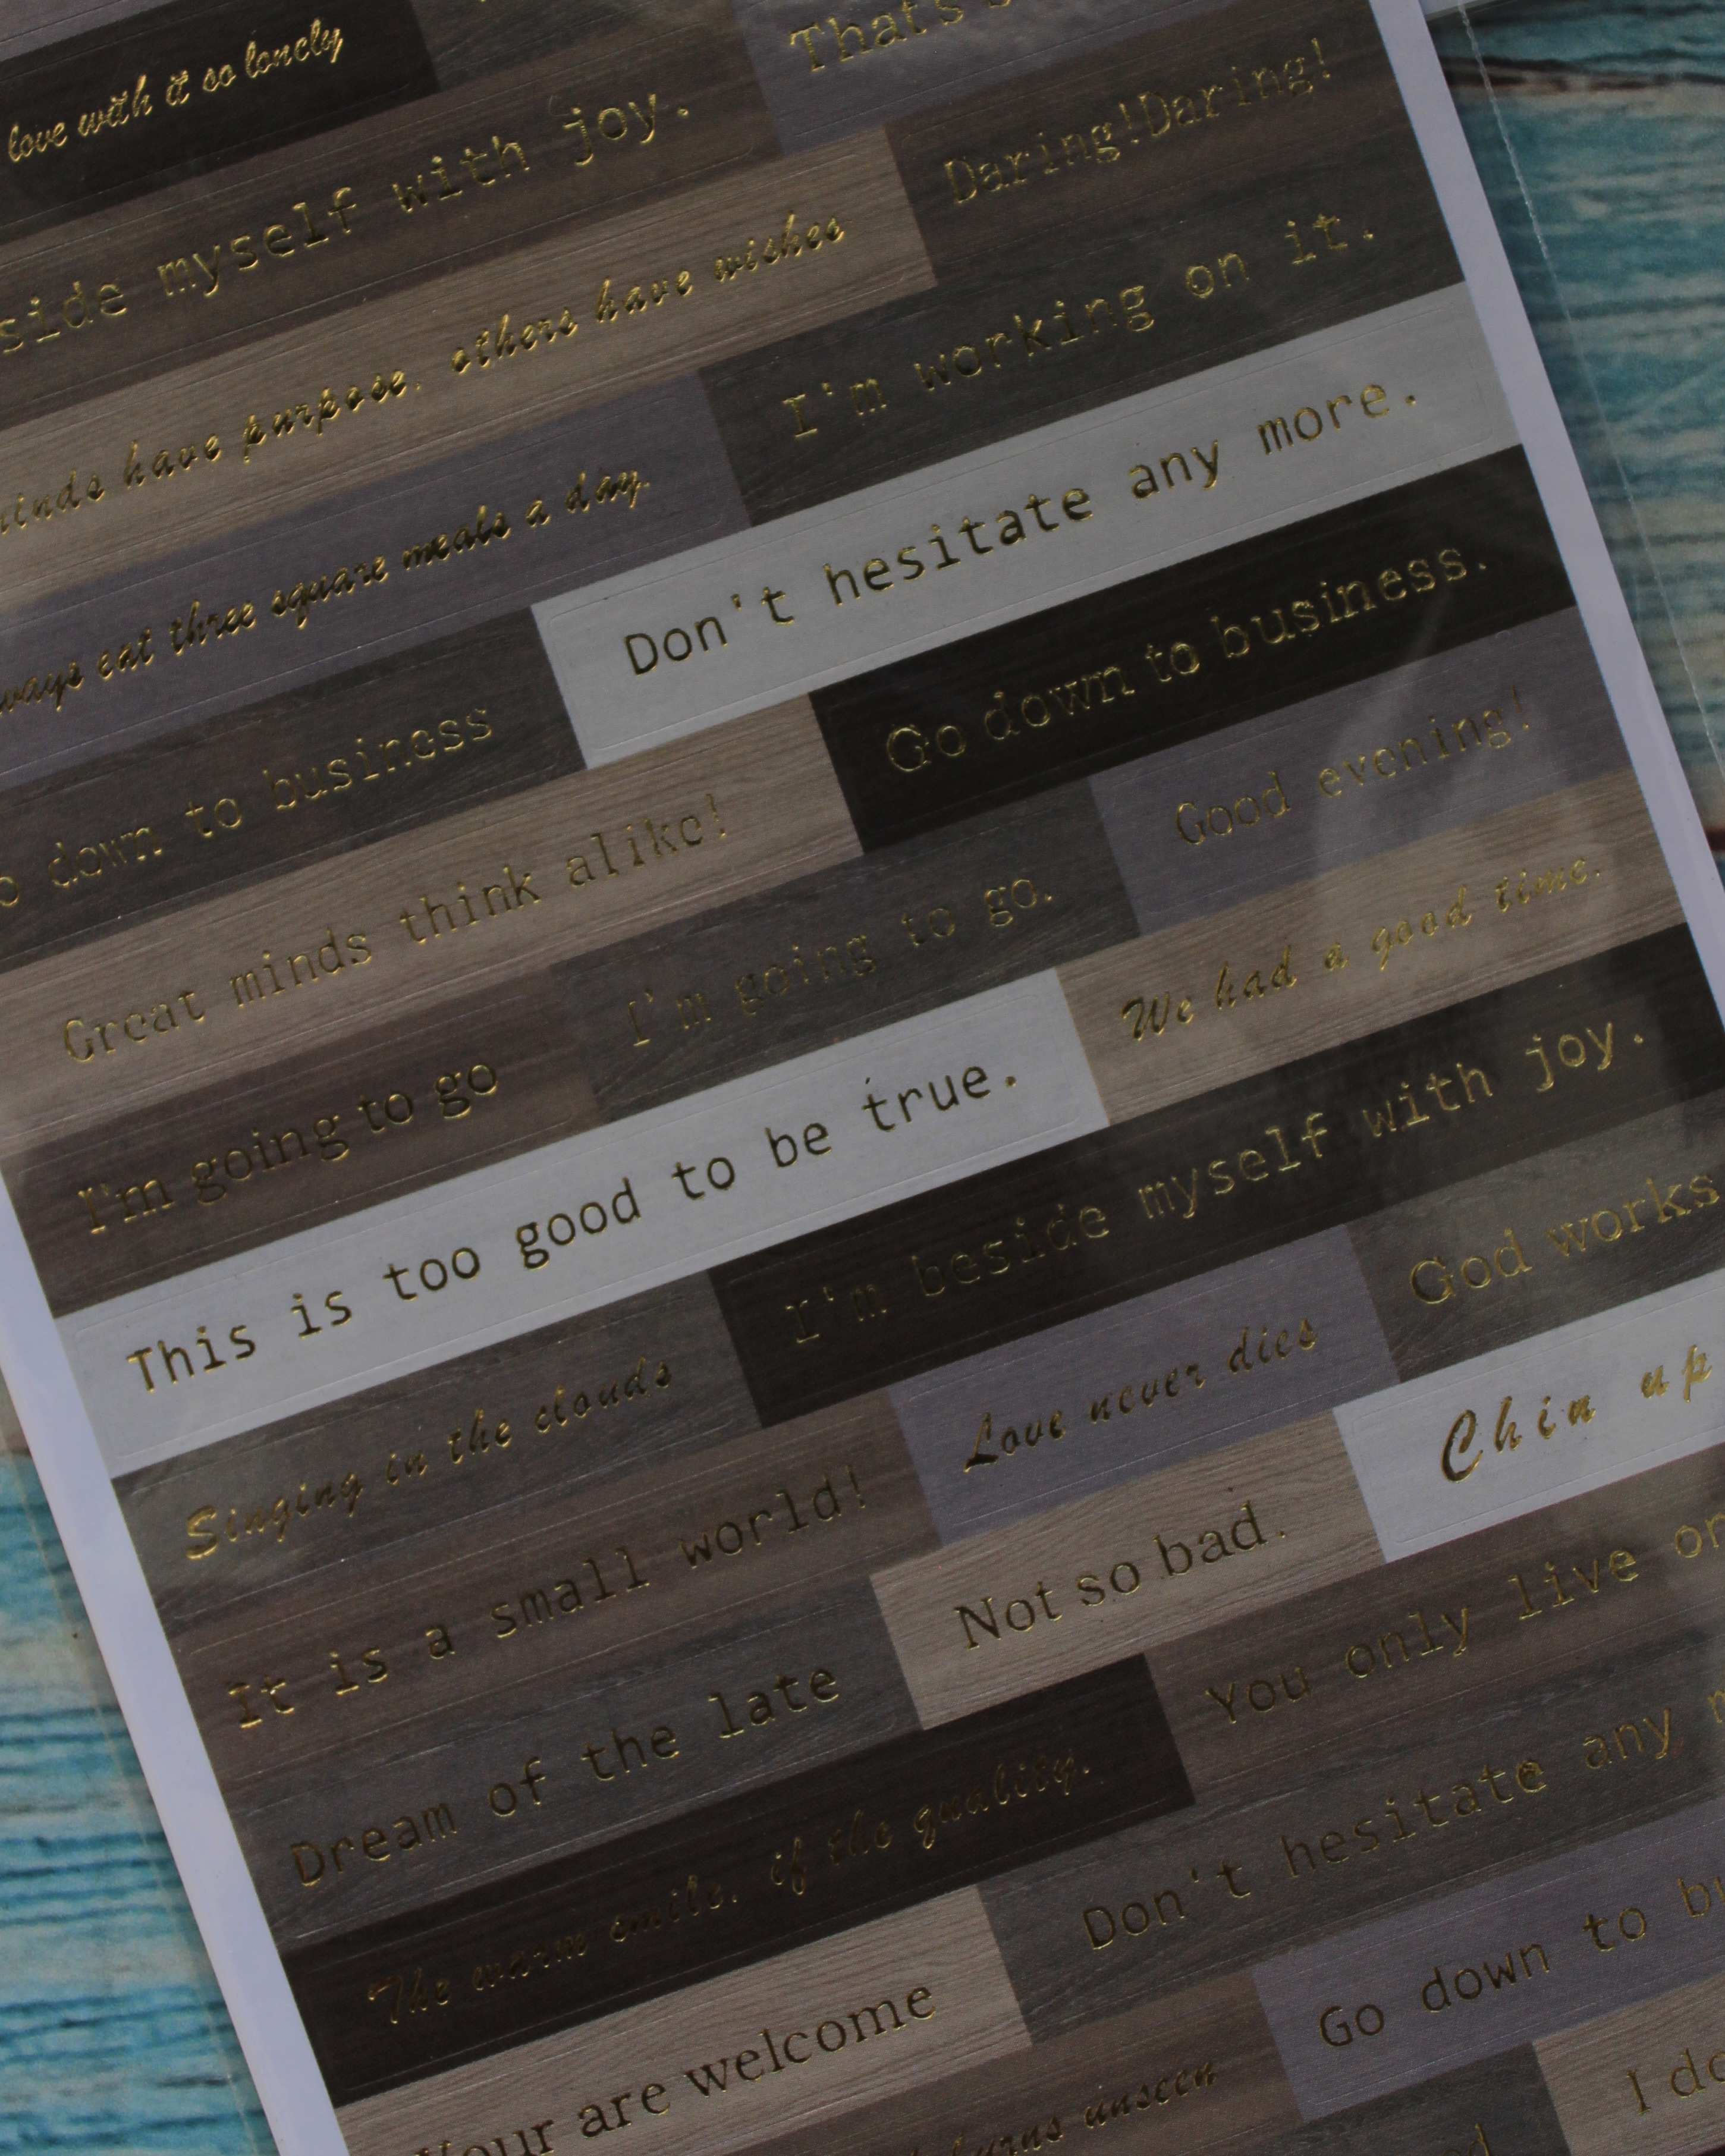 love with it so lonely
That's
side myself with joy.
Daring!Daring!
minds have purpose. others have wishes
I'm working on it.
ways eat three square meals a day.
Don't hesitate any more.
o down to business
Go down to business.
Great minds think alike!
Good evening!
I'm going to go
I'm going to go.
We had a good time.
This is too good to be true.
I'm beside myself with joy.
Singing in the clouds
Love never dies
God works
It is a small world!
Not so bad.
Chin up
Dream of the late
You only live on
The warm smile. if the quality.
Don't hesitate any
Your are welcome
Go down to bu
burns unseen
I do